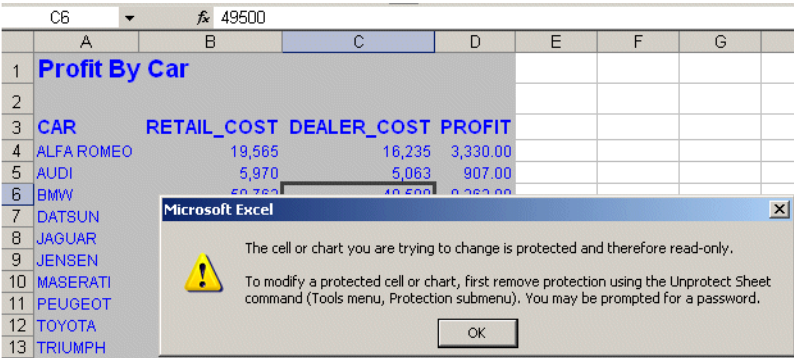 C6 fx 49500
A B C D E F G
1 Profit By Car
2
3 CAR RETAIL_COST DEALER_COST PROFIT
4 ALFA ROMEO 19,565 16,235 3,330.00
5 AUDI 5,970 5,063 907.00
6 BMW
7 DATSUN
8 JAGUAR
9 JENSEN
10 MASERATI
11 PEUGEOT
12 TOYOTA
13 TRIUMPH
Microsoft Excel
The cell or chart you are trying to change is protected and therefore read-only.
To modify a protected cell or chart, first remove protection using the Unprotect Sheet
command (Tools menu, Protection submenu). You may be prompted for a password.
OK